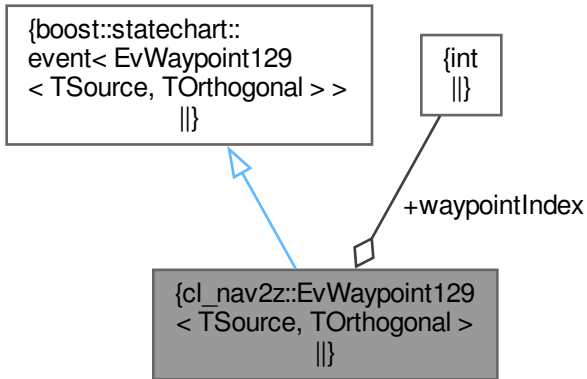 {boost::statechart::
event< EvWaypoint129
< TSource, TOrthogonal > >
||}
{int
||}
+waypointIndex
{cl_nav2z::EvWaypoint129
< TSource, TOrthogonal >
||}